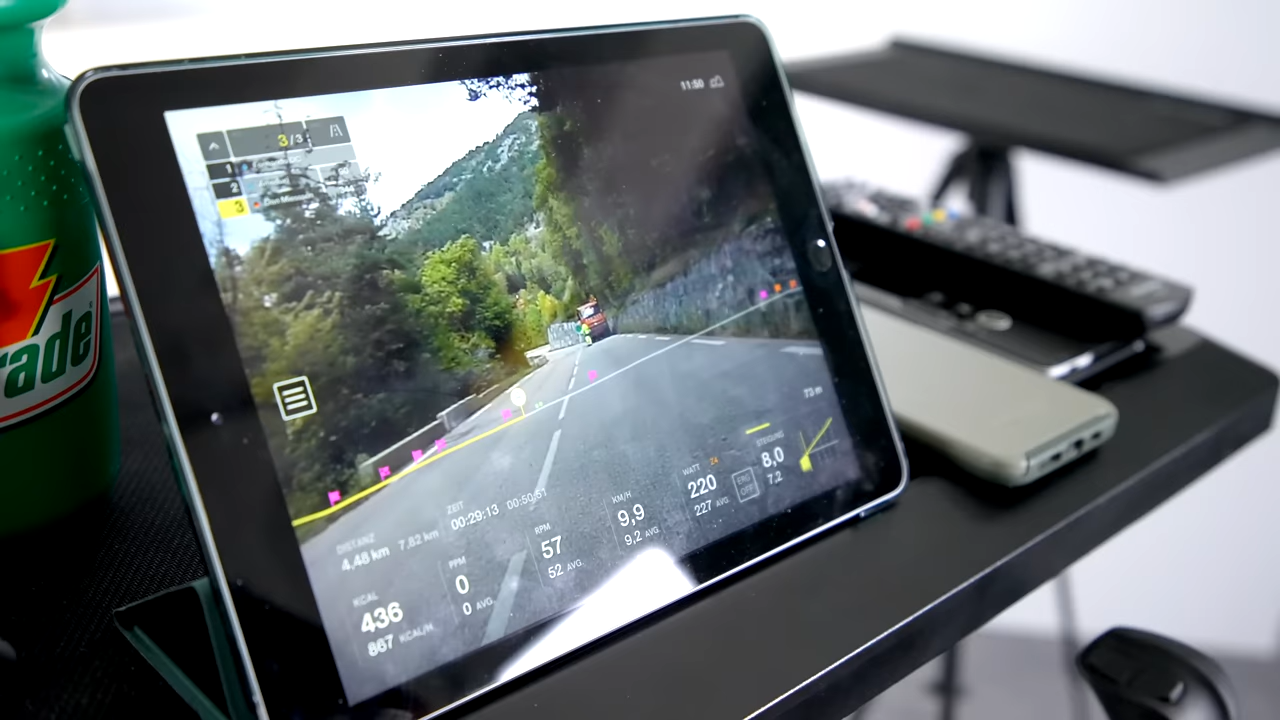 11:50
3/3
1
2
3
rade
73 m
DISTANZ
4,48 km 7,82 km
ZEIT
00:29:13 00:50:51
KCAL
436
867 KCAL/H
PPM
0
0 AVG.
RPM
57
52 AVG.
KM/H
9,9
9,2 AVG.
WATT
220
227 AVG.
ERG
OFF
STEIGUNG
8,0
7,2